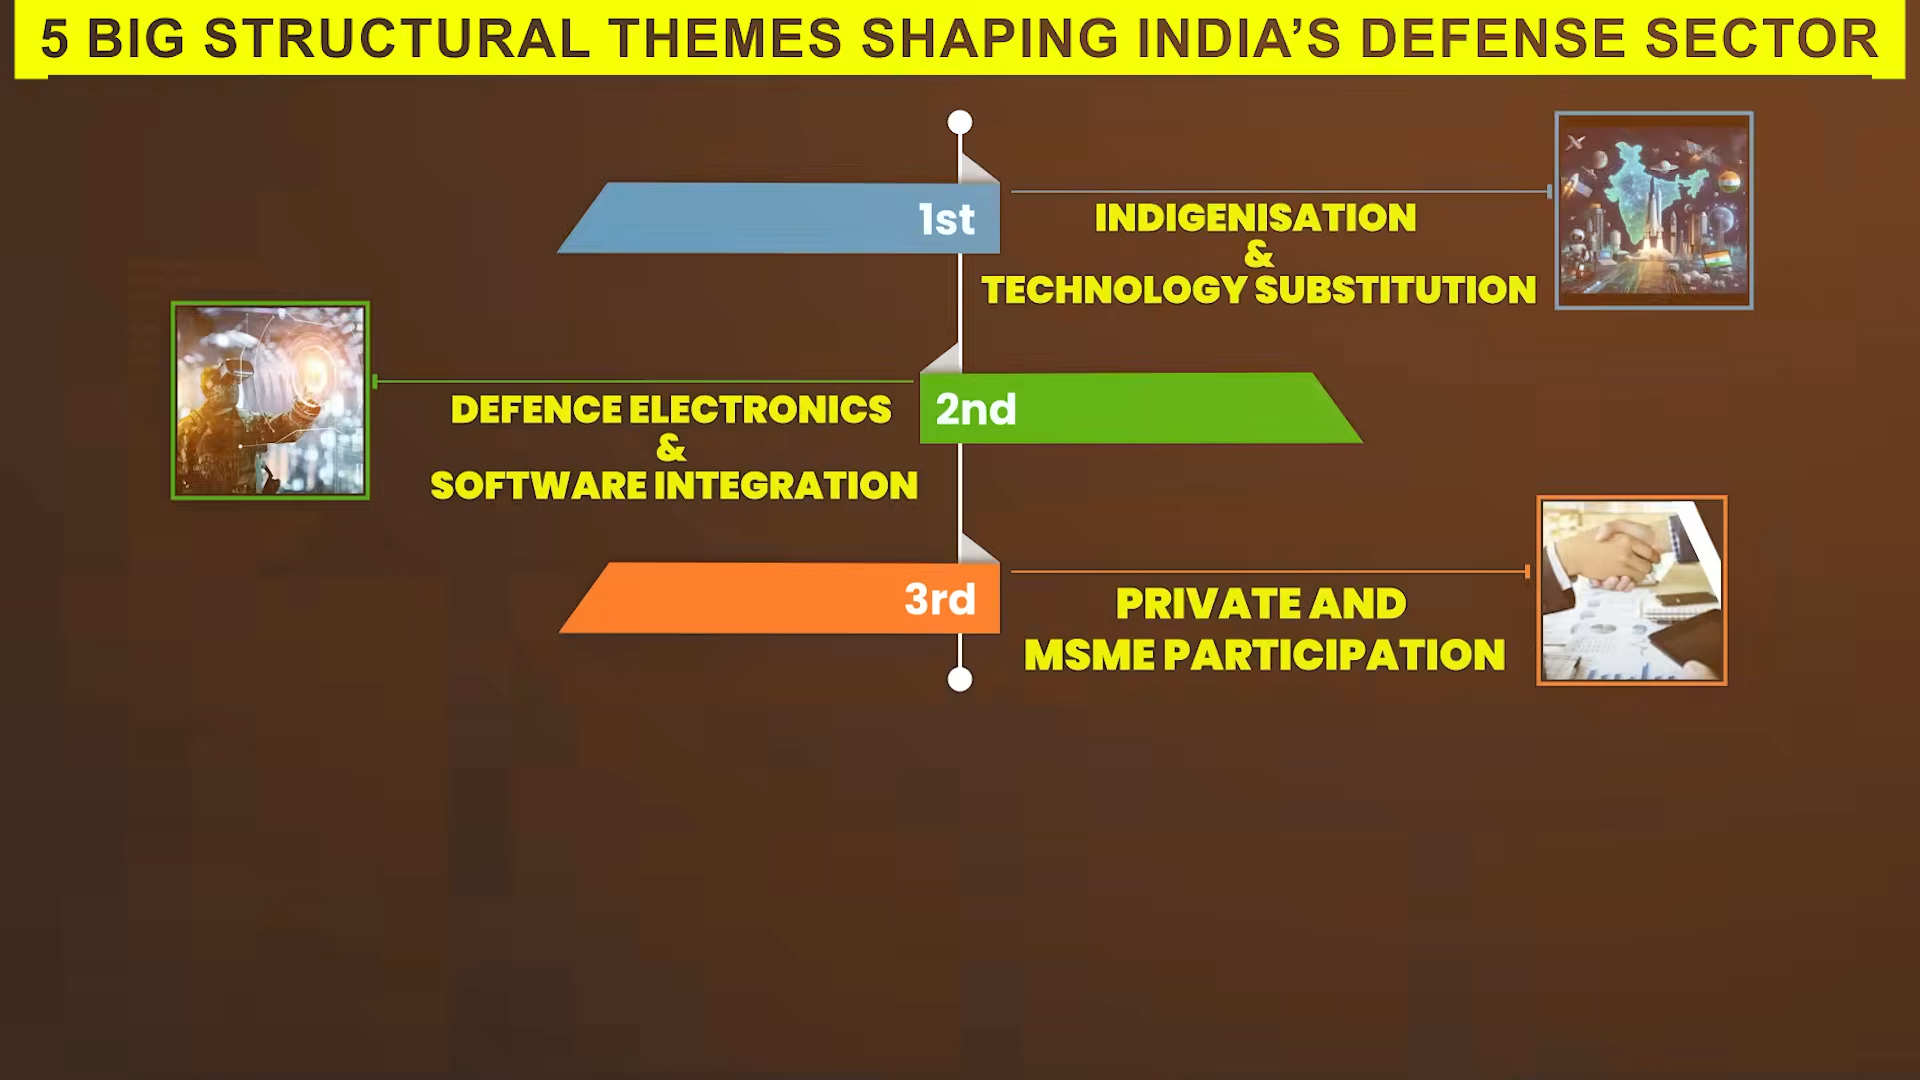 5 BIG STRUCTURAL THEMES SHAPING INDIA’S DEFENSE SECTOR
1st
INDIGENISATION
&
TECHNOLOGY SUBSTITUTION
2nd
DEFENCE ELECTRONICS
&
SOFTWARE INTEGRATION
3rd
PRIVATE AND
MSME PARTICIPATION